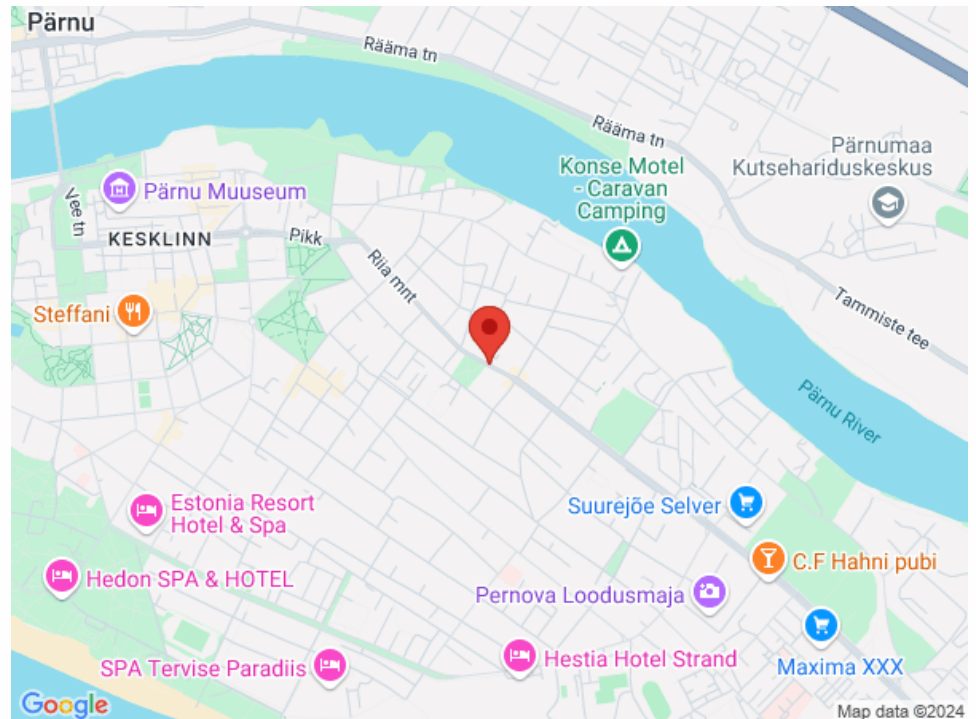 Pärnu
Rääma tn
Rääma tn
Pärnumaa
Kutsehariduskeskus
Konse Motel
- Caravan
Camping
Pärnu Muuseum
Vee tn
KESKLINN
Pikk
Riia mnt
Steffani
Tammiste tee
Pärnu River
Estonia Resort
Hotel & Spa
Suurejõe Selver
C.F Hahni pubi
Hedon SPA & HOTEL
Pernova Loodusmaja
SPA Tervise Paradiis
Hestia Hotel Strand
Maxima XXX
Google
Map data ©2024